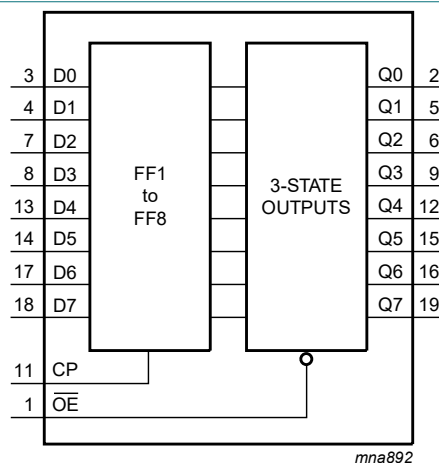 3 D0 Q0 2
4 D1 Q1 5
7 D2 Q2 6
8 D3 Q3 9
13 D4 Q4 12
14 D5 Q5 15
17 D6 Q6 16
18 D7 Q7 19
FF1
to
FF8
3-STATE
OUTPUTS
11 CP
1 O̅E̅
mna892